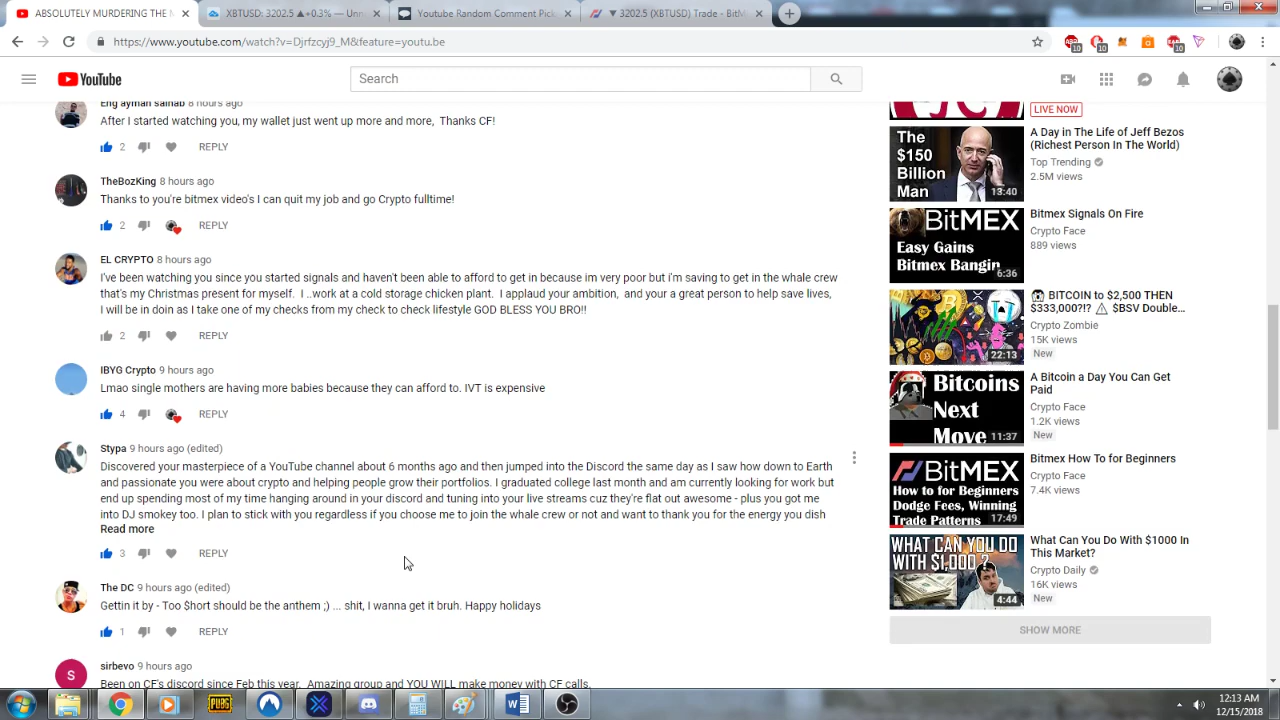 ABSOLUTELY MURDERING THE M
XBTUSD: 3202.5 ▲+0.3% — Unn
Youtube Random Comment Pick
▼ 3202.5 (XBTUSD) Trade - BitM
https://www.youtube.com/watch?v=Djrfzcyj9_M&feature=youtu.be
10
10
10
YouTube
Search
Eng ayman sainab 8 hours ago
After I started watching you, my wallet just went up more and more, Thanks CF!
2
REPLY
TheBozKing 8 hours ago
Thanks to you're bitmex video's I can quit my job and go Crypto fulltime!
2
REPLY
EL CRYPTO 8 hours ago
I've been watching you since you started signals and haven't been able to afford to get in because im very poor but i'm saving to get in the whale crew
that's my Christmas present for myself. I work at a cold storage chicken plant. I applaud your ambition, and your a great person to help save lives,
I will be in doin as I take one of my checks from my check to check lifestyle GOD BLESS YOU BRO!!
2
REPLY
IBYG Crypto 9 hours ago
Lmao single mothers are having more babies because they can afford to. IVT is expensive
4
REPLY
Stypa 9 hours ago (edited)
Discovered your masterpiece of a YouTube channel about 6 months ago and then jumped into the Discord the same day as I saw how down to Earth
and passionate you were about crypto and helping people grow their portfolios. I graduated college last month and am currently looking for work but
end up spending most of my time hanging around in your discord and tuning into your live streams cuz they're flat out awesome - plus you got me
into DJ smokey too. I plan to stick with you regardless if you choose me to join the whale crew or not and want to thank you for the energy you dish
Read more
3
REPLY
The DC 9 hours ago (edited)
Gettin it by - Too $hort should be the anthem ;) ... shit, I wanna get it bruh. Happy holidays
1
REPLY
S
sirbevo 9 hours ago
Been on CF's discord since Feb this year. Amazing group and YOU WILL make money with CF calls.
LIVE NOW
The
$150
Billion
Man
13:40
A Day in The Life of Jeff Bezos
(Richest Person In The World)
Top Trending
2.5M views
BitMEX
Easy Gains
Bitmex Bangin
6:36
Bitmex Signals On Fire
Crypto Face
889 views
22:13
BITCOIN to $2,500 THEN
$333,000?!? ⚠ $BSV Double...
Crypto Zombie
15K views
New
Bitcoins
Next
Move
11:37
A Bitcoin a Day You Can Get
Paid
Crypto Face
1.2K views
New
BitMEX
How to for Beginners
Dodge Fees, Winning
Trade Patterns
17:49
Bitmex How To for Beginners
Crypto Face
7.4K views
WHAT CAN YOU DO
WITH $1,000 ?
4:44
What Can You Do With $1000 In
This Market?
Crypto Daily
16K views
New
SHOW MORE
PUBG
12:13 AM
12/15/2018